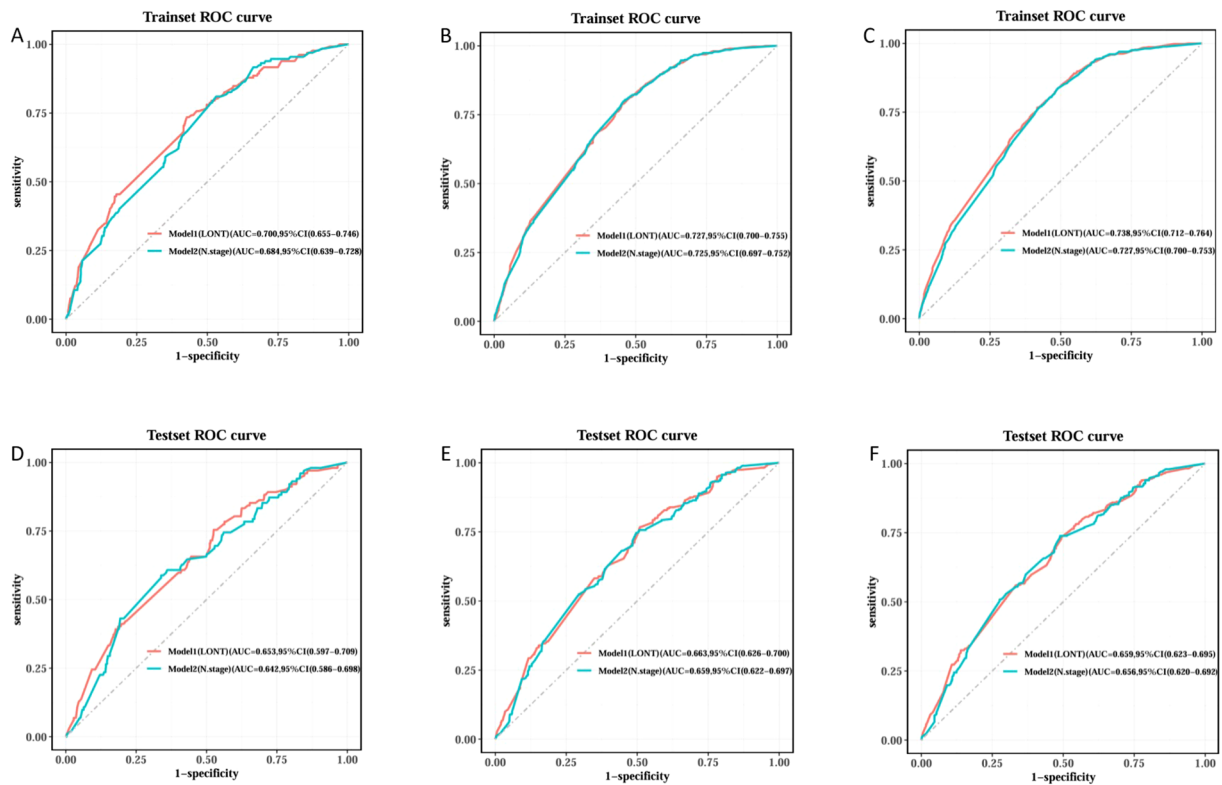 Trainset ROC curve
A
1.00
0.75
0.50
0.25
0.00
sensitivity
Model1(LONT)(AUC=0.700,95%CI(0.655−0.746)
Model2(N.stage)(AUC=0.684,95%CI(0.639−0.728)
0.00 0.25 0.50 0.75 1.00
1−specificity
Trainset ROC curve
B
1.00
0.75
0.50
0.25
0.00
sensitivity
Model1(LONT)(AUC=0.727,95%CI(0.700−0.755)
Model2(N.stage)(AUC=0.725,95%CI(0.697−0.752)
0.00 0.25 0.50 0.75 1.00
1−specificity
Trainset ROC curve
C
1.00
0.75
0.50
0.25
0.00
sensitivity
Model1(LONT)(AUC=0.738,95%CI(0.712−0.764)
Model2(N.stage)(AUC=0.727,95%CI(0.700−0.753)
0.00 0.25 0.50 0.75 1.00
1−specificity
Testset ROC curve
D
1.00
0.75
0.50
0.25
0.00
sensitivity
Model1(LONT)(AUC=0.653,95%CI(0.597−0.709)
Model2(N.stage)(AUC=0.642,95%CI(0.586−0.698)
0.00 0.25 0.50 0.75 1.00
1−specificity
Testset ROC curve
E
1.00
0.75
0.50
0.25
0.00
sensitivity
Model1(LONT)(AUC=0.663,95%CI(0.626−0.700)
Model2(N.stage)(AUC=0.659,95%CI(0.622−0.697)
0.00 0.25 0.50 0.75 1.00
1−specificity
Testset ROC curve
F
1.00
0.75
0.50
0.25
0.00
sensitivity
Model1(LONT)(AUC=0.659,95%CI(0.623−0.695)
Model2(N.stage)(AUC=0.656,95%CI(0.620−0.692)
0.00 0.25 0.50 0.75 1.00
1−specificity